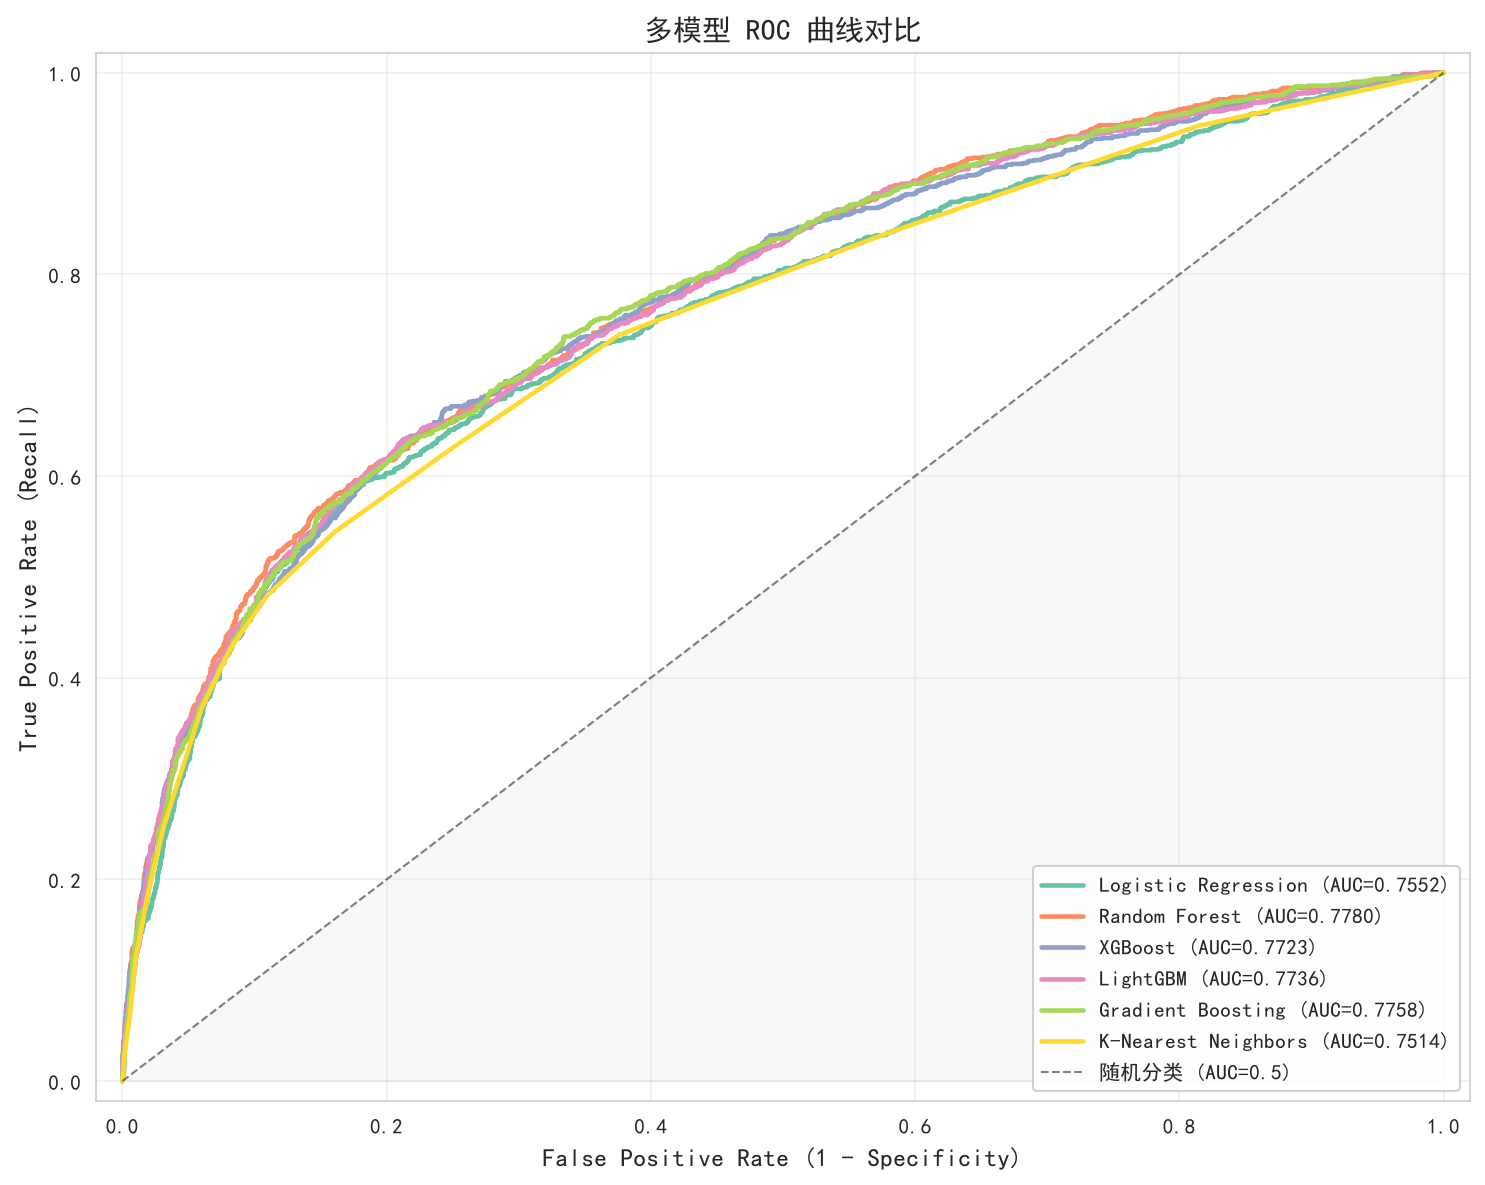 多模型 ROC 曲线对比
True Positive Rate (Recall)
1.0
0.8
0.6
0.4
0.2
0.0
0.0 0.2 0.4 0.6 0.8 1.0
False Positive Rate (1 - Specificity)
Logistic Regression (AUC=0.7552)
Random Forest (AUC=0.7780)
XGBoost (AUC=0.7723)
LightGBM (AUC=0.7736)
Gradient Boosting (AUC=0.7758)
K-Nearest Neighbors (AUC=0.7514)
随机分类 (AUC=0.5)